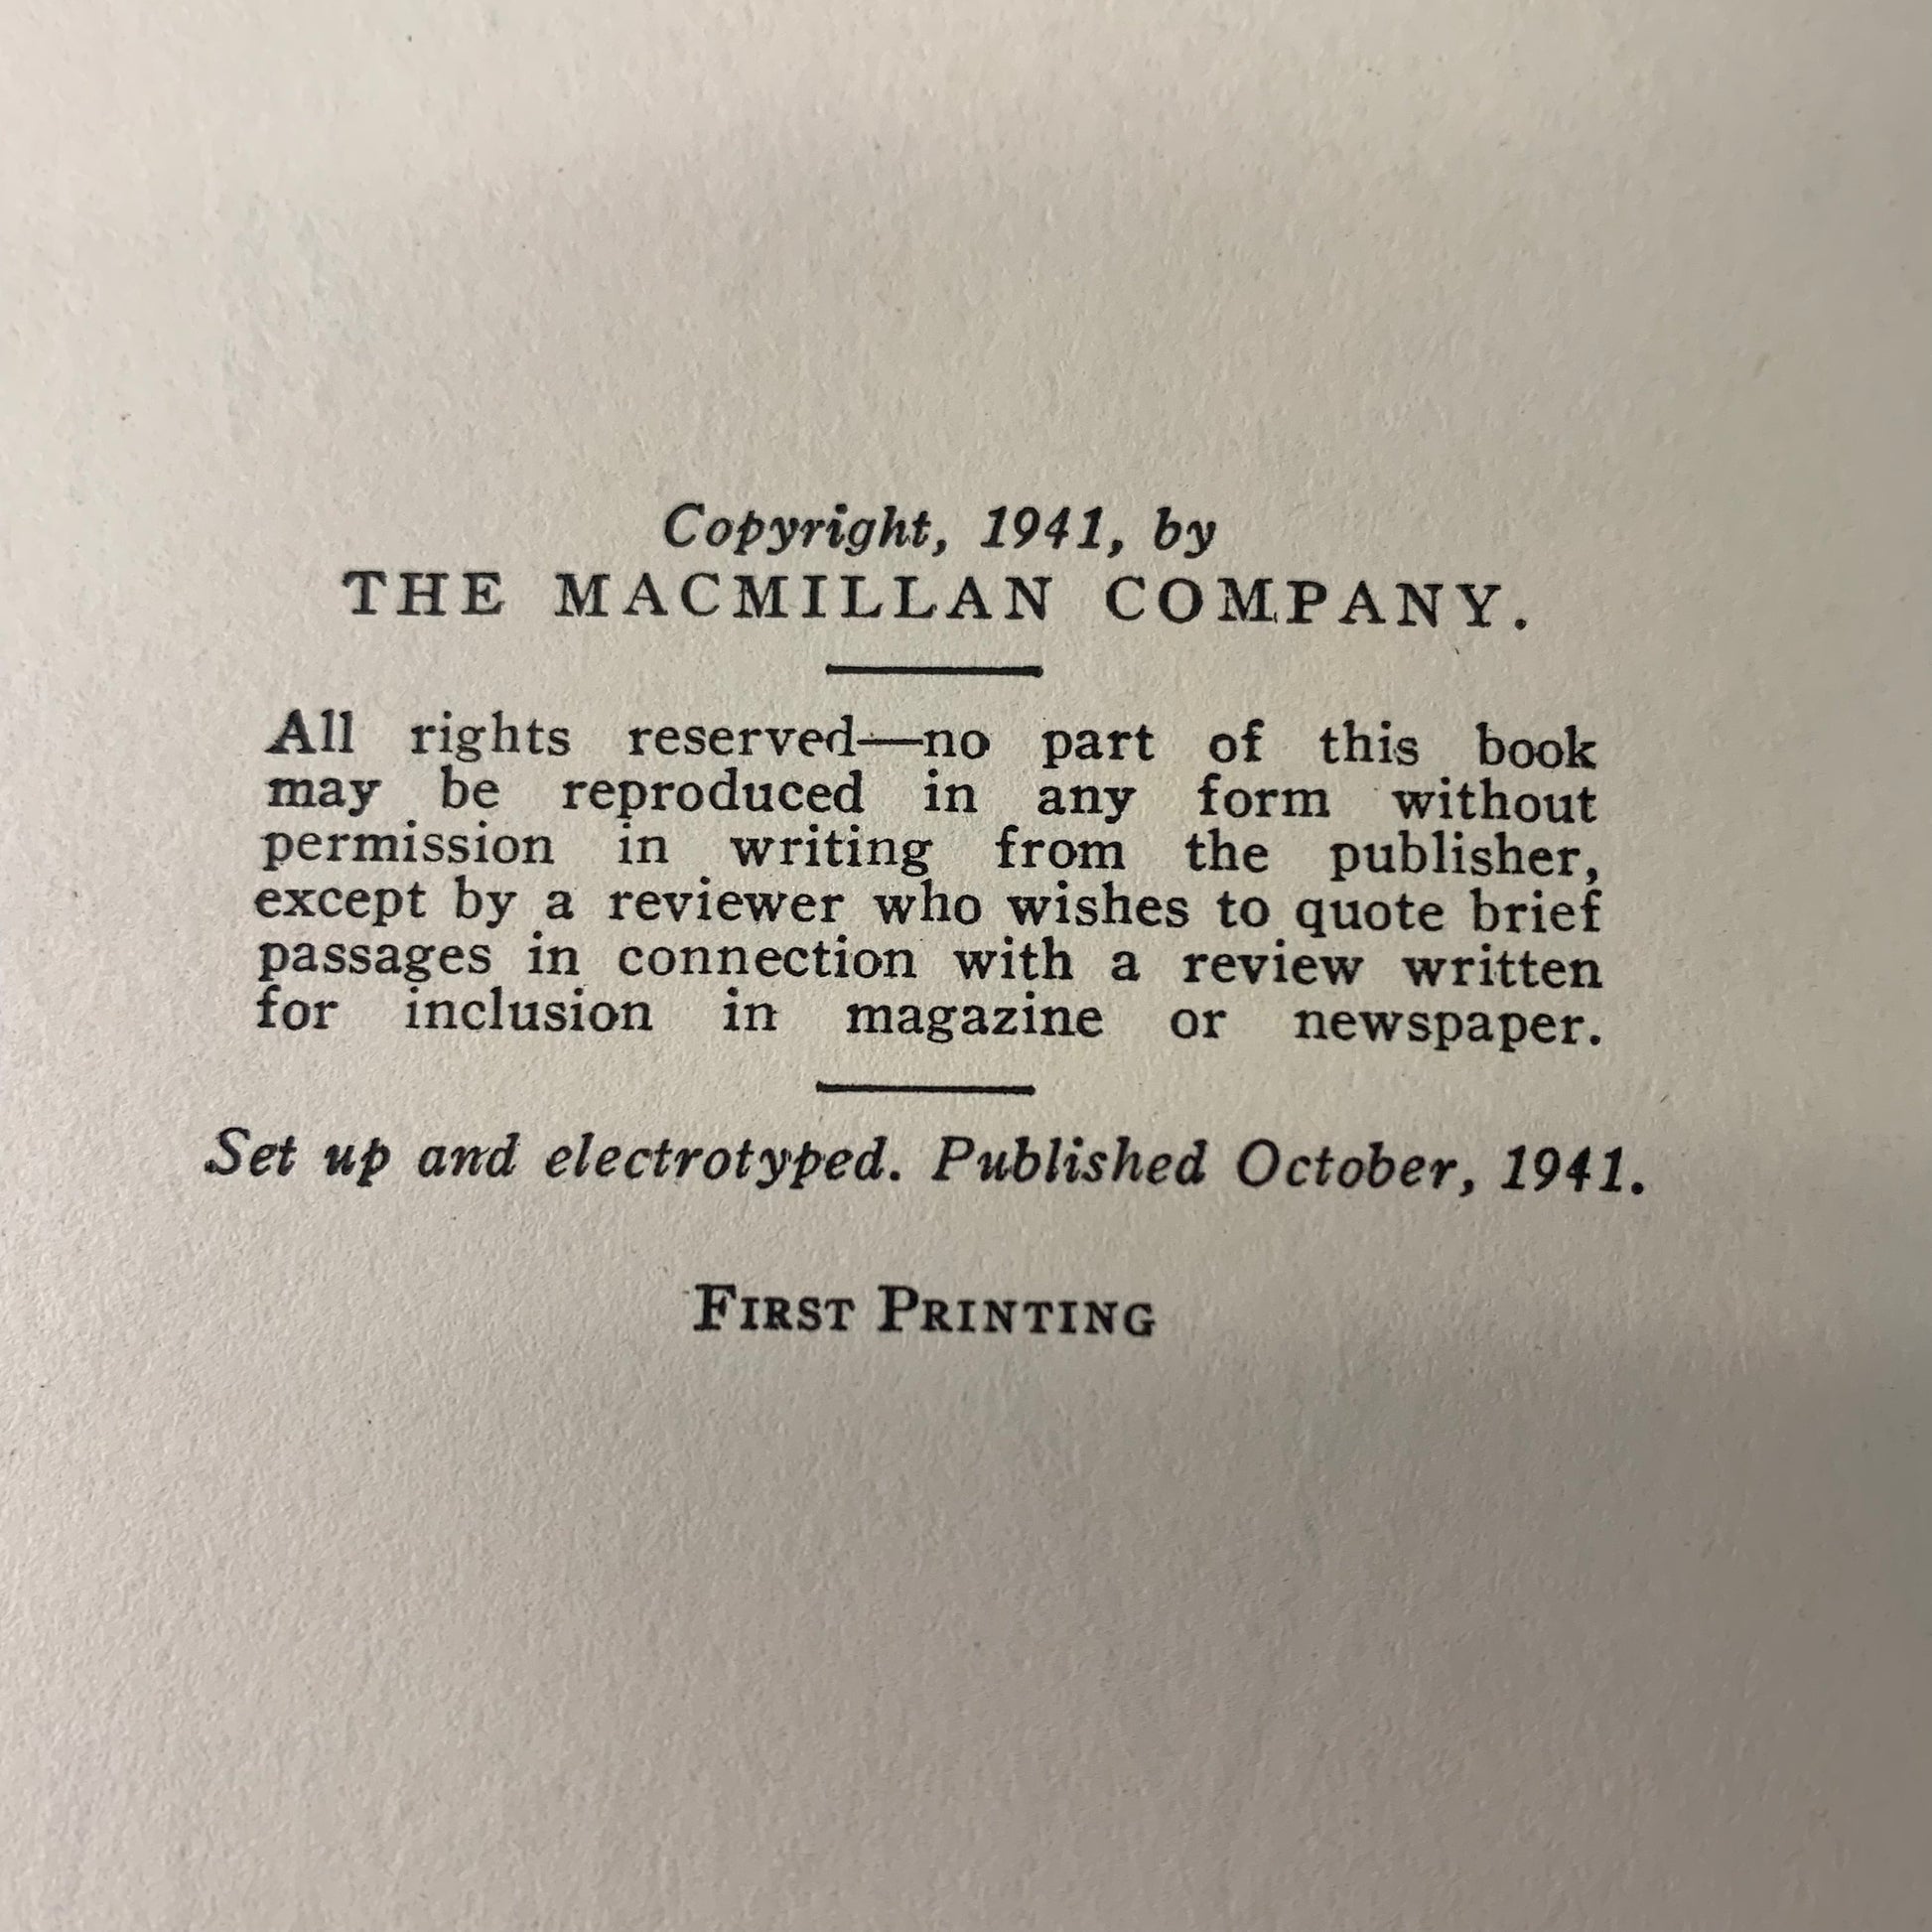 Copyright, 1941, by
THE MACMILLAN COMPANY.
All rights reserved—no part of this book
may be reproduced in any form without
permission in writing from the publisher,
except by a reviewer who wishes to quote brief
passages in connection with a review written
for inclusion in magazine or newspaper.
Set up and electrotyped. Published October, 1941.
FIRST PRINTING